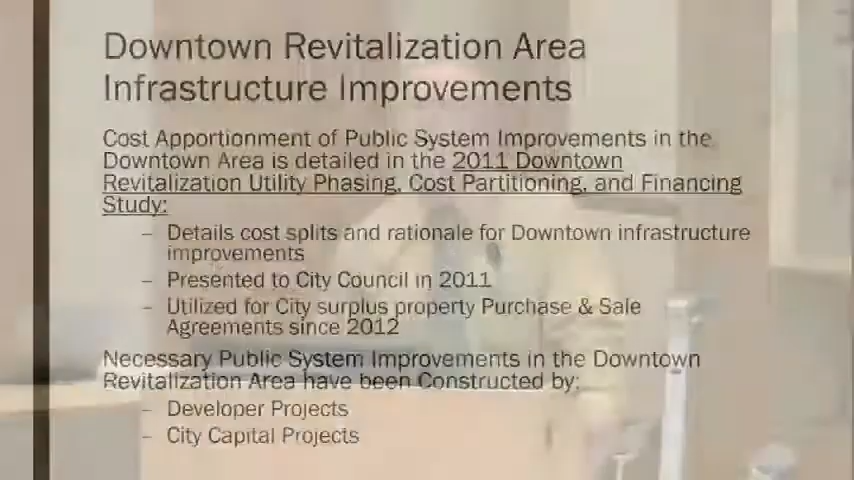 Downtown Revitalization Area
Infrastructure Improvements
Cost Apportionment of Public System Improvements in the
Downtown Area is detailed in the 2011 Downtown
Revitalization Utility Phasing, Cost Partitioning, and Financing
Study:
– Details cost splits and rationale for Downtown infrastructure
improvements
– Presented to City Council in 2011
– Utilized for City surplus property Purchase & Sale
Agreements since 2012
Necessary Public System Improvements in the Downtown
Revitalization Area have been Constructed by:
– Developer Projects
– City Capital Projects